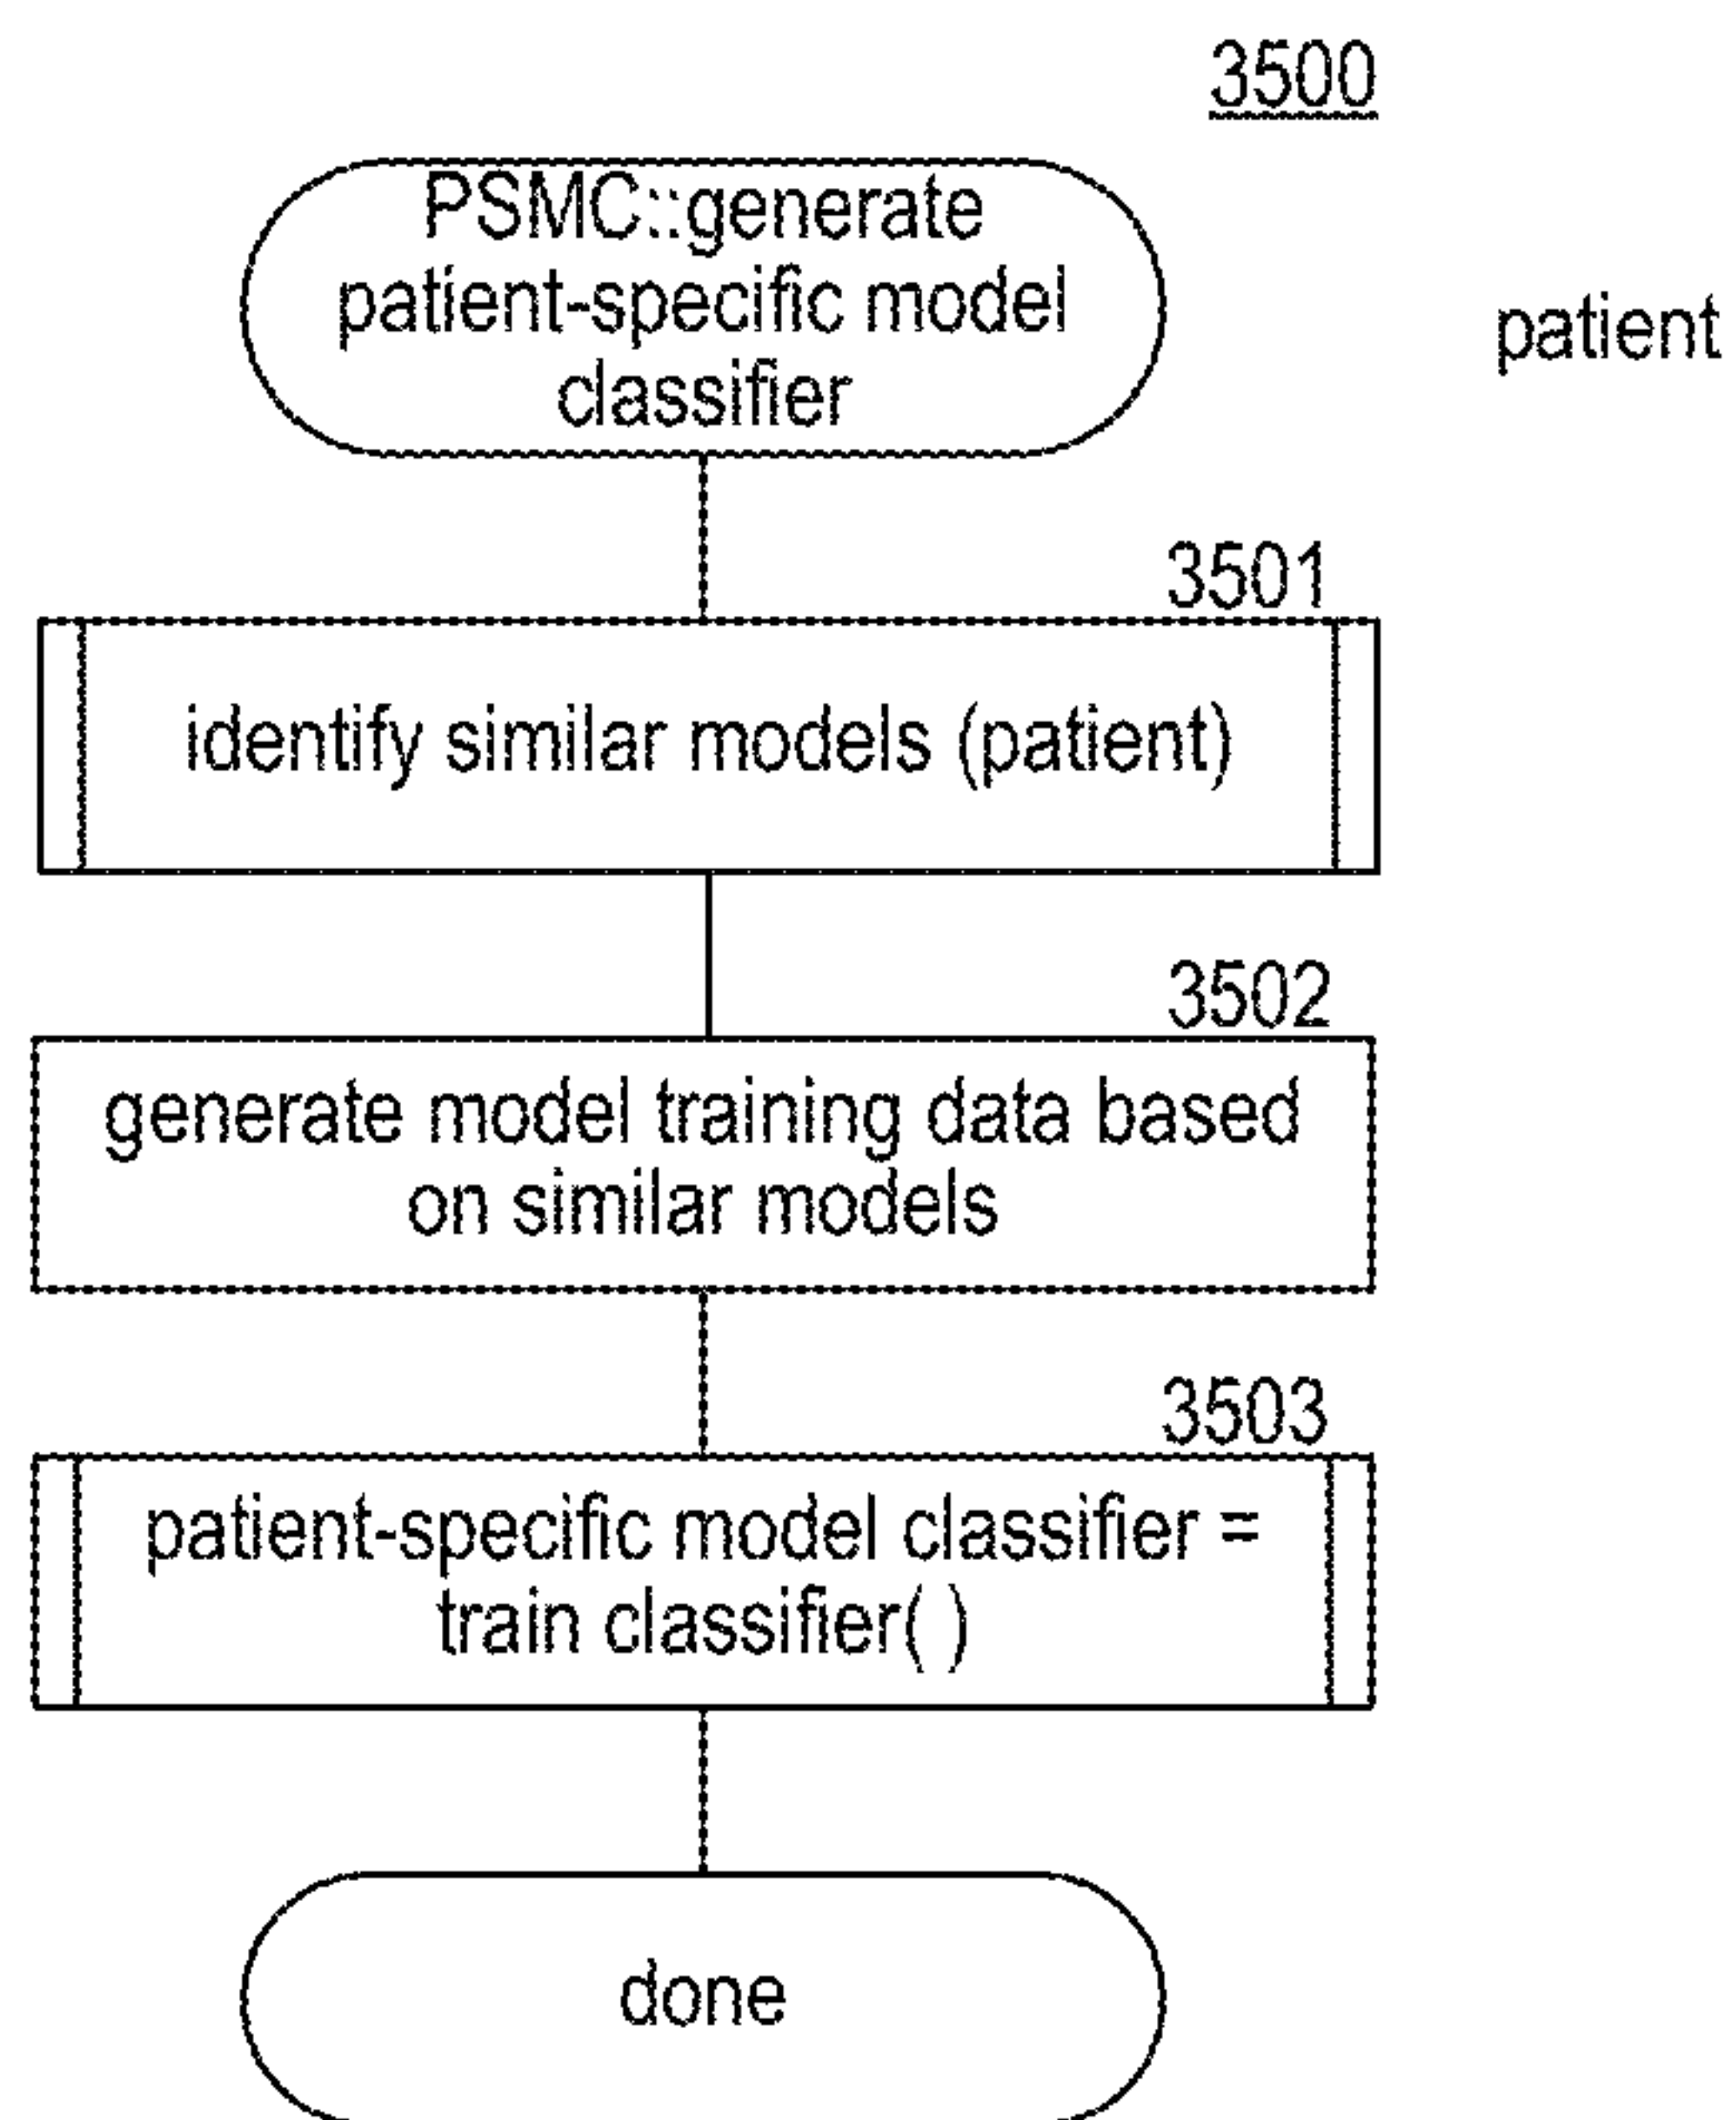 3500
PSMC::generate
patient-specific model
classifier
patient
3501
identify similar models (patient)
3502
generate model training data based
on similar models
3503
patient-specific model classifier =
train classifier( )
done